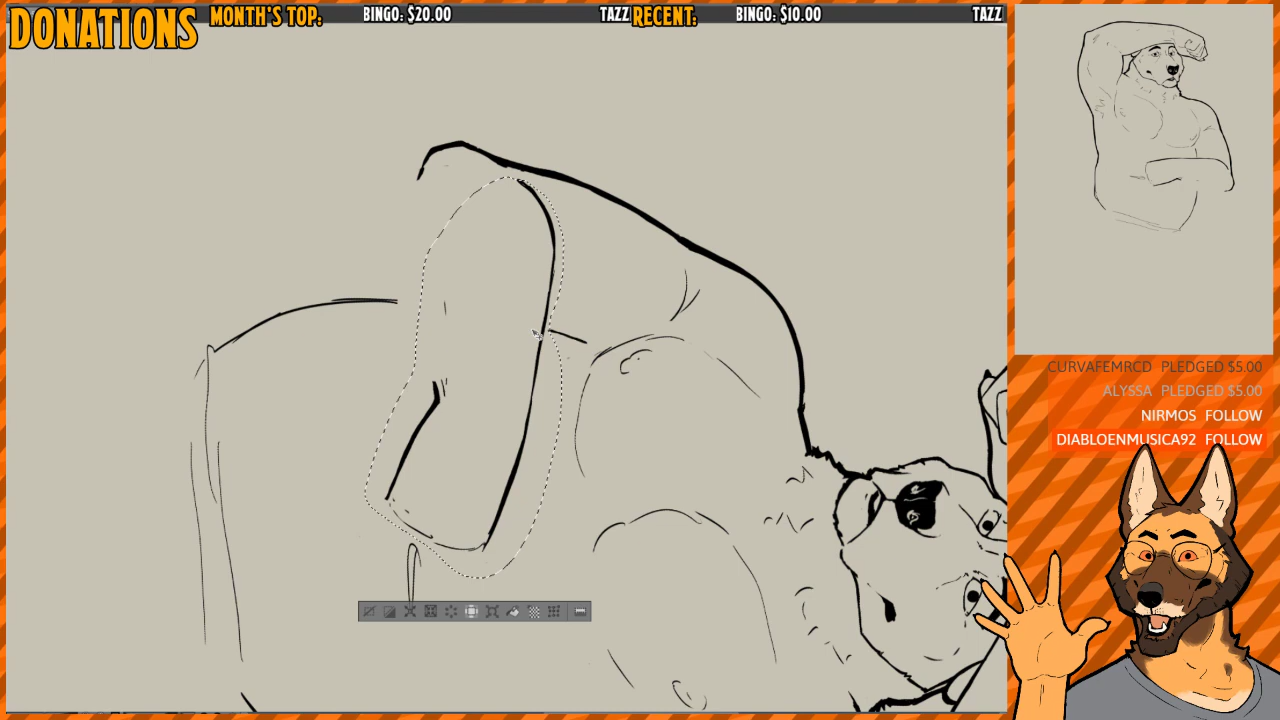 DONATIONS
MONTH'S TOP: BINGO: $20.00 TAZZ RECENT: BINGO: $10.00 TAZZ
CURVAFEMRCD PLEDGED $5.00
ALYSSA PLEDGED $5.00
NIRMOS FOLLOW
DIABLOENMUSICA92 FOLLOW